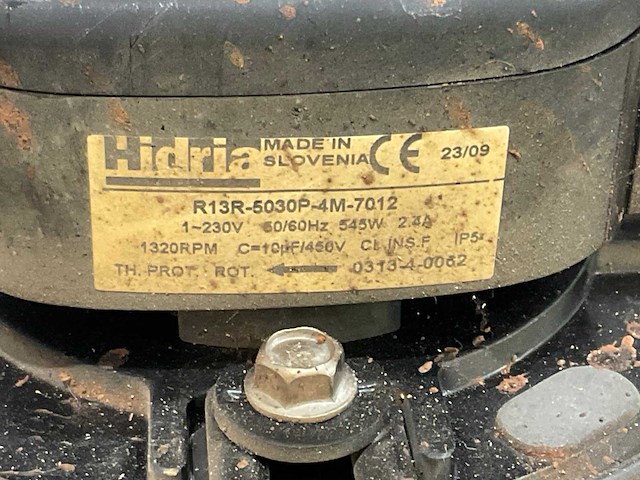 Hidria MADE IN SLOVENIA CE 23/09
R13R-5030P-4M-7012
1~230V 50/60Hz 545W 2.4A
1320RPM C=10µF/450V Cl. INS.F
TH. PROT. ROT. 0313-4-0062